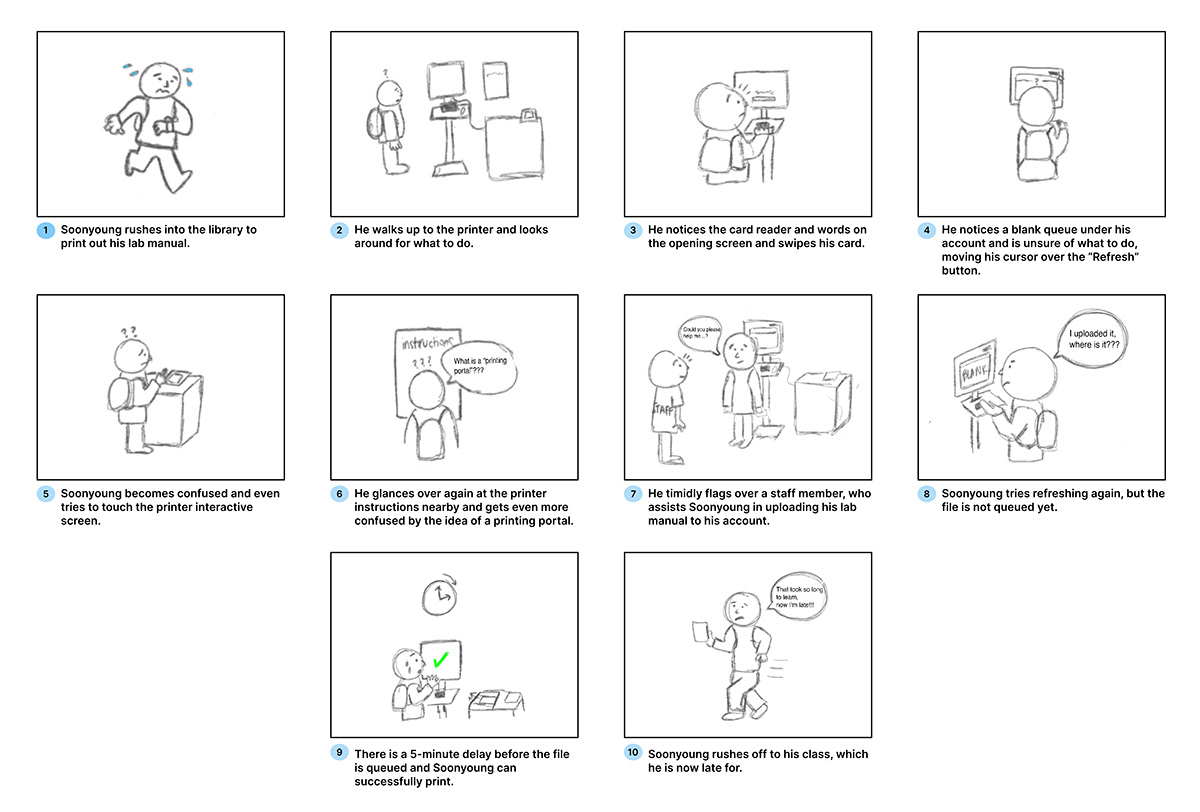 1 Soonyoung rushes into the library to
print out his lab manual.
?
2 He walks up to the printer and looks
around for what to do.
3 He notices the card reader and words on
the opening screen and swipes his card.
?
4 He notices a blank queue under his
account and is unsure of what to do,
moving his cursor over the “Refresh”
button.
? ?
5 Soonyoung becomes confused and even
tries to touch the printer interactive
screen.
instructions
? ? ?
What is a “printing
portal”???
6 He glances over again at the printer
instructions nearby and gets even more
confused by the idea of a printing portal.
Could you please
help me...?
STAFF
7 He timidly flags over a staff member, who
assists Soonyoung in uploading his lab
manual to his account.
I uploaded it,
where is it???
BLANK
8 Soonyoung tries refreshing again, but the
file is not queued yet.
✓
9 There is a 5-minute delay before the file
is queued and Soonyoung can
successfully print.
That took so long
to learn,
now i'm late!!!
10 Soonyoung rushes off to his class, which
he is now late for.